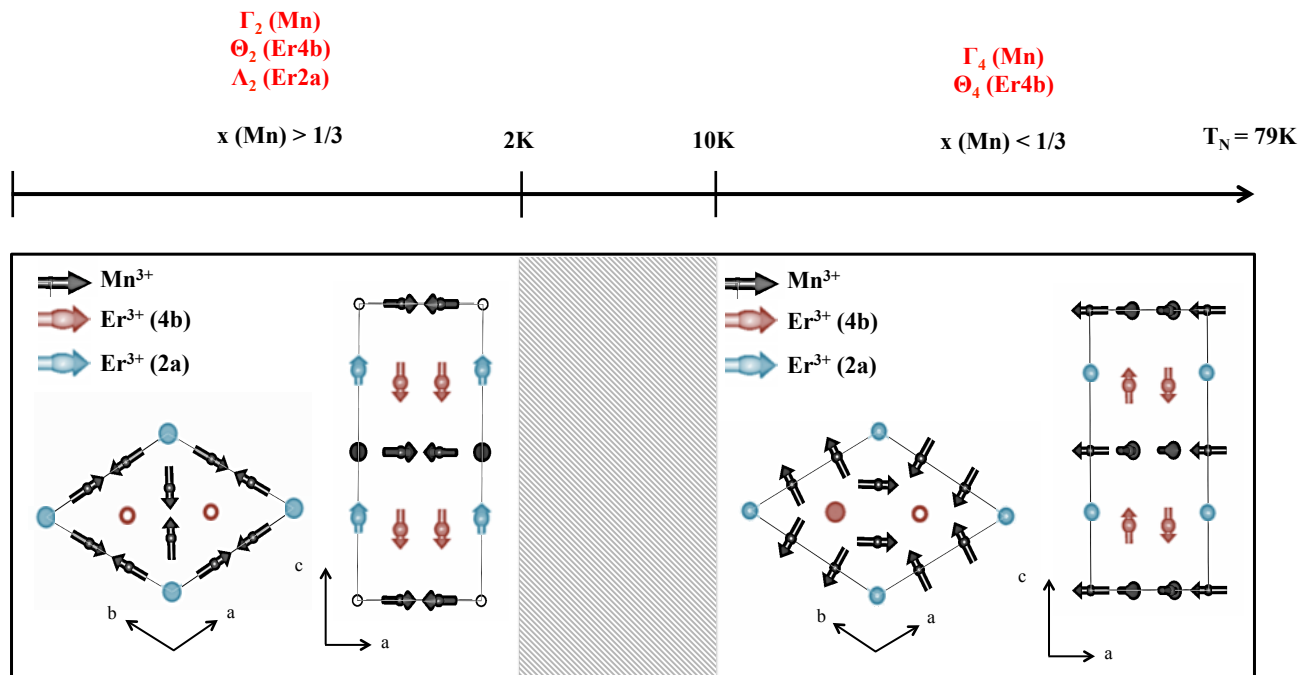 Γ₂ (Mn)
Θ₂ (Er4b)
Λ₂ (Er2a)
Γ₄ (Mn)
Θ₄ (Er4b)
x (Mn) > 1/3
2K
10K
x (Mn) < 1/3
T_N = 79K
Mn³⁺
Er³⁺ (4b)
Er³⁺ (2a)
c
a
b
a
Mn³⁺
Er³⁺ (4b)
Er³⁺ (2a)
b
a
c
a